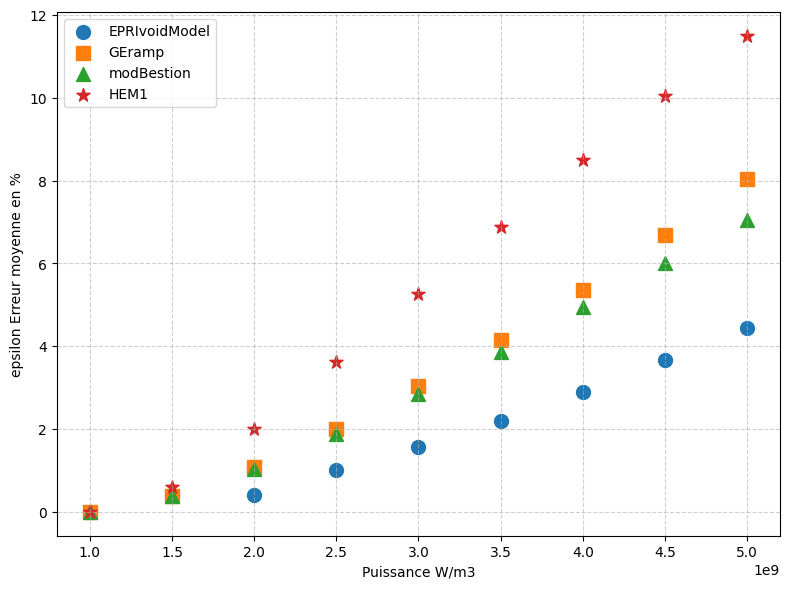 EPRIvoidModel
GEramp
modBestion
HEM1
12
10
8
6
4
2
0
epsilon Erreur moyenne en %
1.0 1.5 2.0 2.5 3.0 3.5 4.0 4.5 5.0
1e9
Puissance W/m3